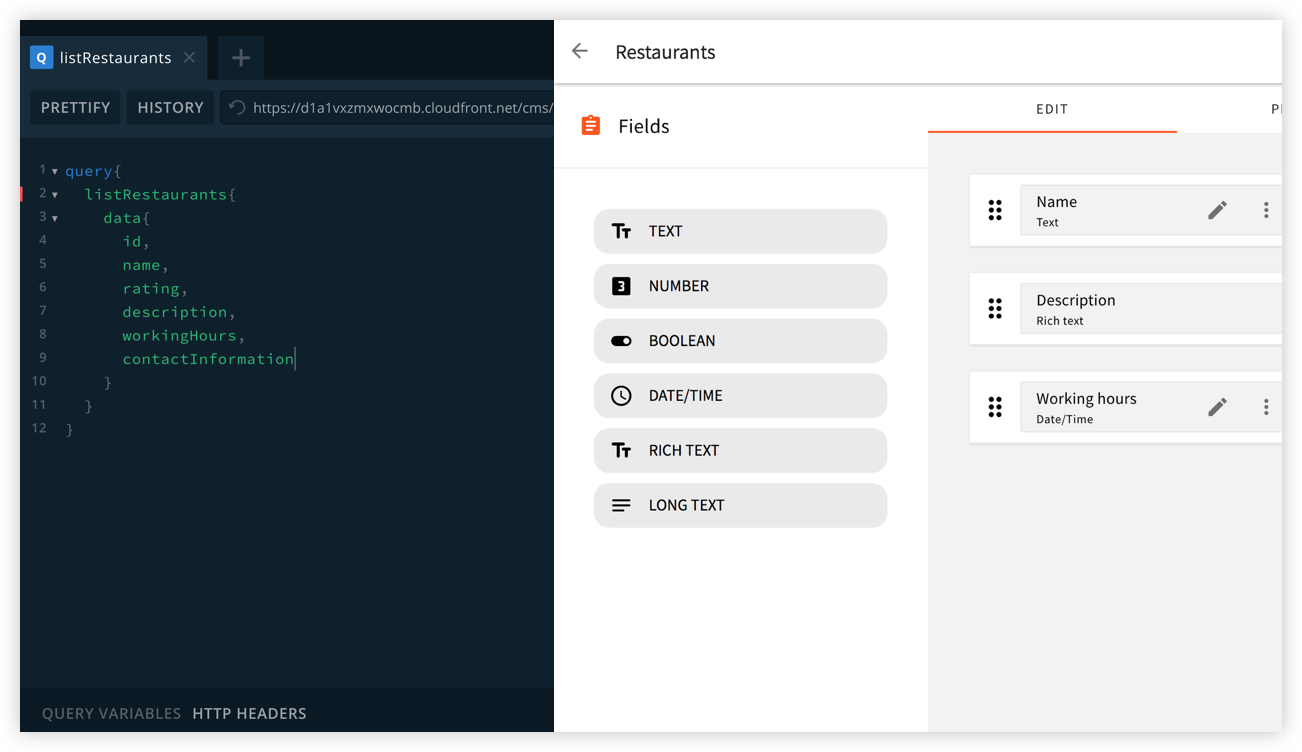 Q listRestaurants
PRETTIFY HISTORY https://d1a1vxzmxwocmb.cloudfront.net/cms/
1 query{
2 listRestaurants{
3 data{
4 id,
5 name,
6 rating,
7 description,
8 workingHours,
9 contactInformation
10 }
11 }
12 }
QUERY VARIABLES HTTP HEADERS
Restaurants
Fields
TEXT
3 NUMBER
BOOLEAN
DATE/TIME
RICH TEXT
LONG TEXT
EDIT
Name
Text
Description
Rich text
Working hours
Date/Time